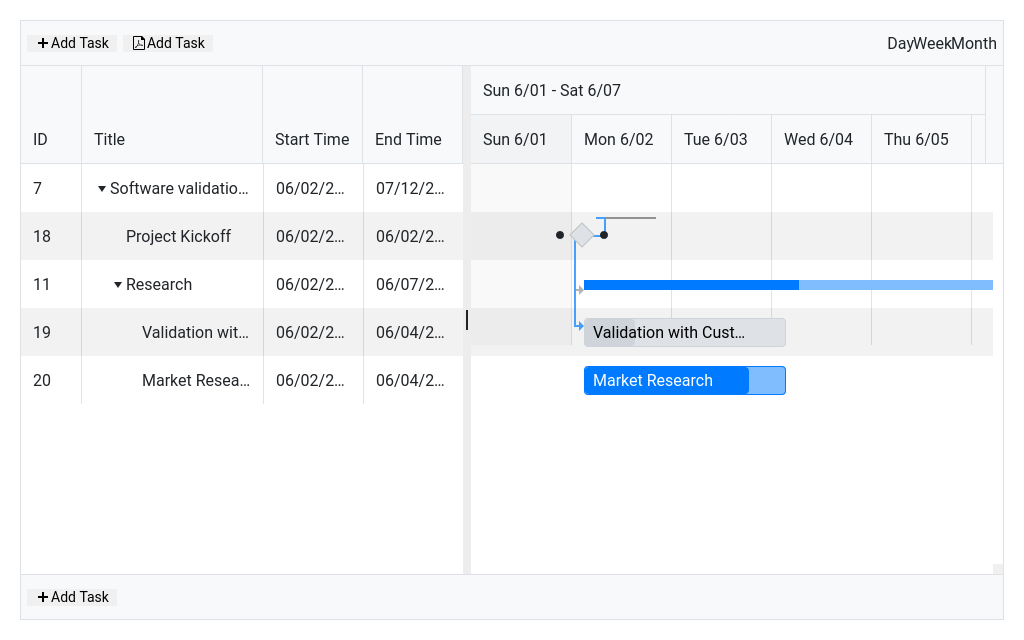 Add Task Add Task DayWeekMonth
Sun 6/01 - Sat 6/07
ID Title Start Time End Time Sun 6/01 Mon 6/02 Tue 6/03 Wed 6/04 Thu 6/05
7 Software validatio... 06/02/2... 07/12/2...
18 Project Kickoff 06/02/2... 06/02/2...
11 Research 06/02/2... 06/07/2...
19 Validation wit... 06/02/2... 06/04/2... Validation with Cust...
20 Market Resea... 06/02/2... 06/04/2... Market Research
Add Task